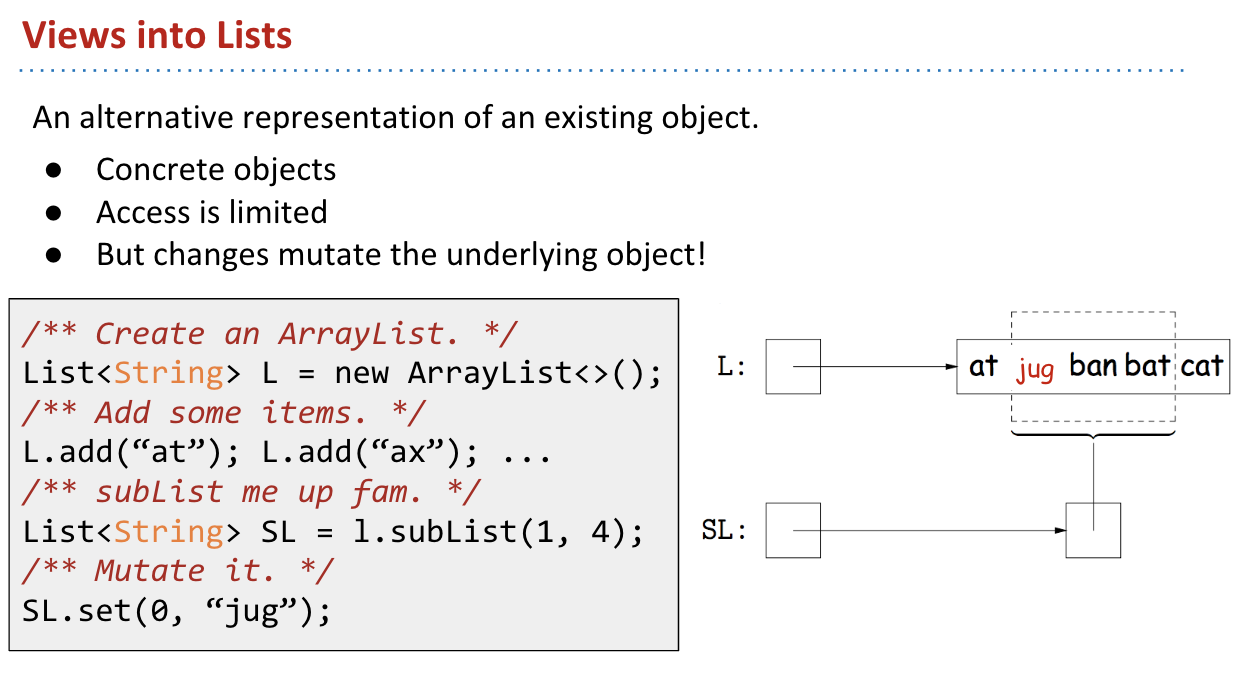 Views into Lists
An alternative representation of an existing object.
● Concrete objects
● Access is limited
● But changes mutate the underlying object!
/** Create an ArrayList. */
List<String> L = new ArrayList<>();
/** Add some items. */
L.add(“at”); L.add(“ax”); ...
/** subList me up fam. */
List<String> SL = l.subList(1, 4);
/** Mutate it. */
SL.set(0, “jug”);
L:
at jug ban bat cat
SL: